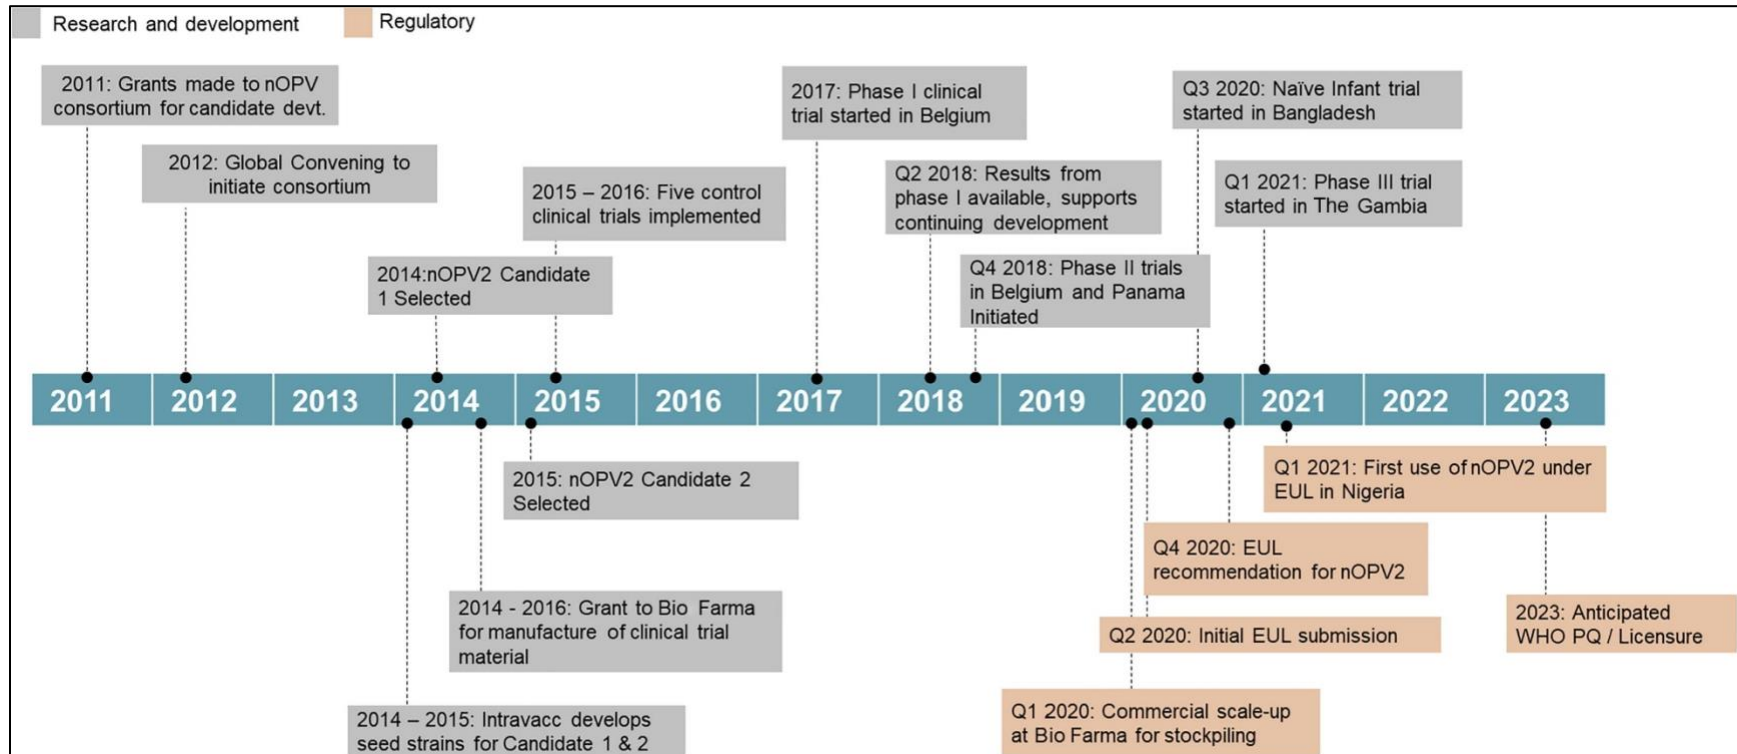 Research and development
Regulatory
2011: Grants made to nOPV
consortium for candidate devt.
2012: Global Convening to
initiate consortium
2014:nOPV2 Candidate
1 Selected
2015 – 2016: Five control
clinical trials implemented
2017: Phase I clinical
trial started in Belgium
Q2 2018: Results from
phase I available, supports
continuing development
Q4 2018: Phase II trials
in Belgium and Panama
Initiated
Q3 2020: Naïve Infant trial
started in Bangladesh
Q1 2021: Phase III trial
started in The Gambia
2011
2012
2013
2014
2015
2016
2017
2018
2019
2020
2021
2022
2023
2014 – 2015: Intravacc develops
seed strains for Candidate 1 & 2
2014 - 2016: Grant to Bio Farma
for manufacture of clinical trial
material
2015: nOPV2 Candidate 2
Selected
Q1 2020: Commercial scale-up
at Bio Farma for stockpiling
Q2 2020: Initial EUL submission
Q4 2020: EUL
recommendation for nOPV2
Q1 2021: First use of nOPV2 under
EUL in Nigeria
2023: Anticipated
WHO PQ / Licensure